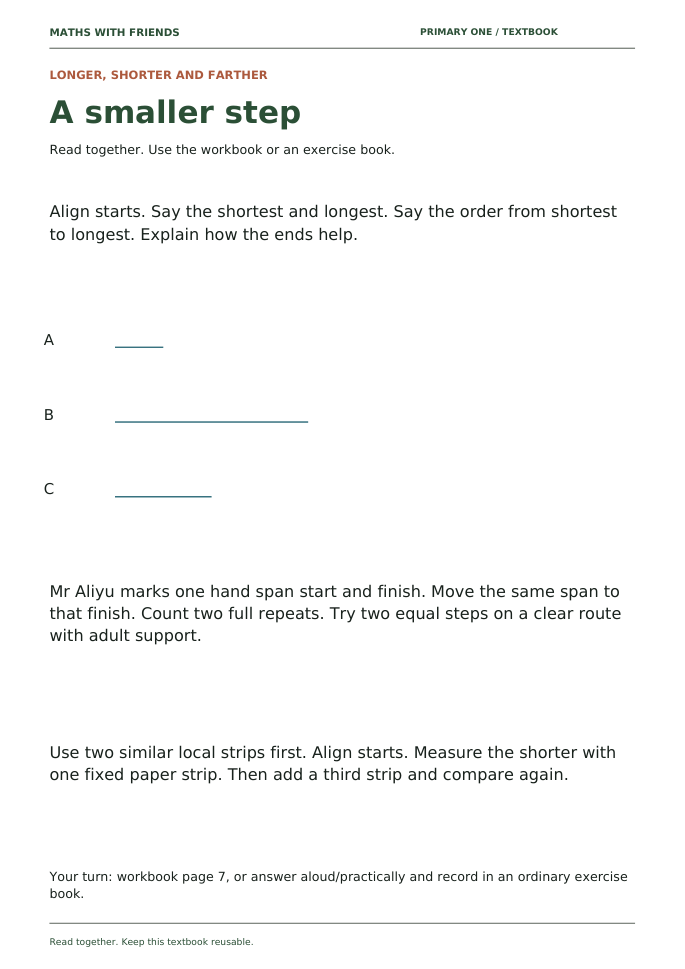 MATHS WITH FRIENDS
PRIMARY ONE / TEXTBOOK
LONGER, SHORTER AND FARTHER
A smaller step
Read together. Use the workbook or an exercise book.
Align starts. Say the shortest and longest. Say the order from shortest
to longest. Explain how the ends help.
A
B
C
Mr Aliyu marks one hand span start and finish. Move the same span to
that finish. Count two full repeats. Try two equal steps on a clear route
with adult support.
Use two similar local strips first. Align starts. Measure the shorter with
one fixed paper strip. Then add a third strip and compare again.
Your turn: workbook page 7, or answer aloud/practically and record in an ordinary exercise
book.
Read together. Keep this textbook reusable.